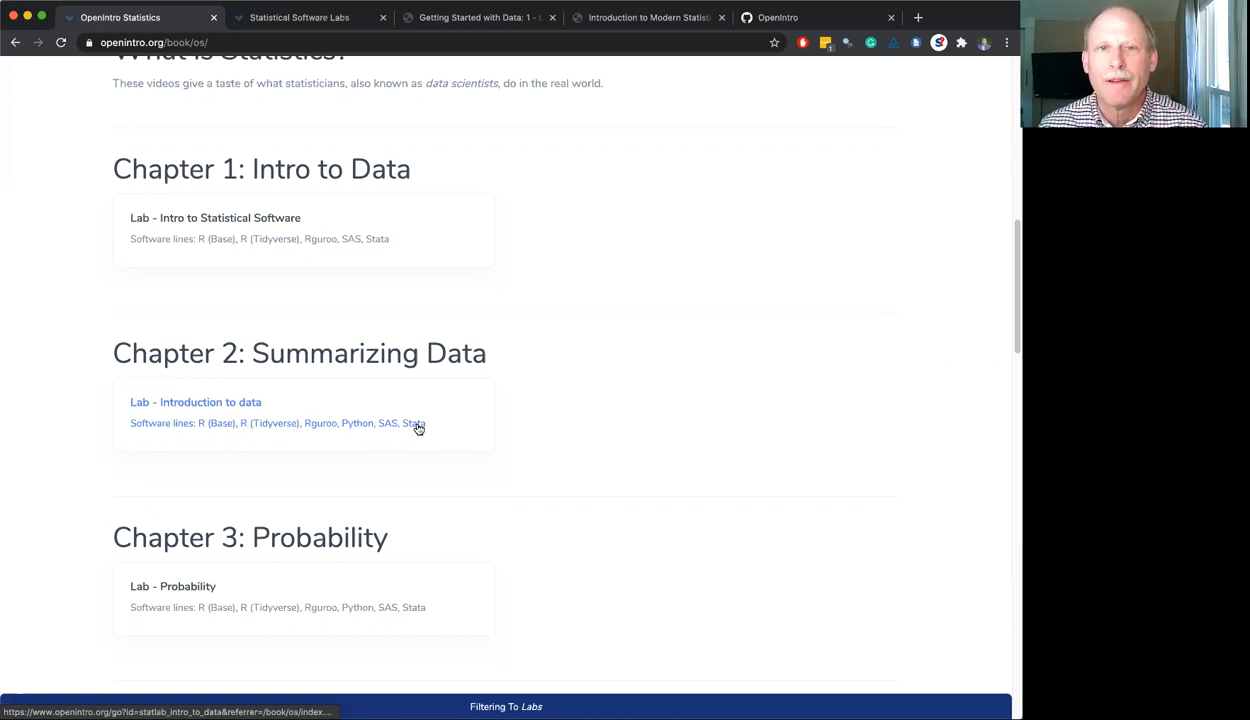 OpenIntro Statistics
Statistical Software Labs
Getting Started with Data: 1 -
Introduction to Modern Statist
OpenIntro
openintro.org/book/os/
What is Statistics?
These videos give a taste of what statisticians, also known as data scientists, do in the real world.
Chapter 1: Intro to Data
Lab - Intro to Statistical Software
Software lines: R (Base), R (Tidyverse), Rguroo, SAS, Stata
Chapter 2: Summarizing Data
Lab - Introduction to data
Software lines: R (Base), R (Tidyverse), Rguroo, Python, SAS, Stata
Chapter 3: Probability
Lab - Probability
Software lines: R (Base), R (Tidyverse), Rguroo, Python, SAS, Stata
Filtering To Labs
https://www.openintro.org/go?id=statlab_intro_to_data&referrer=/book/os/index....